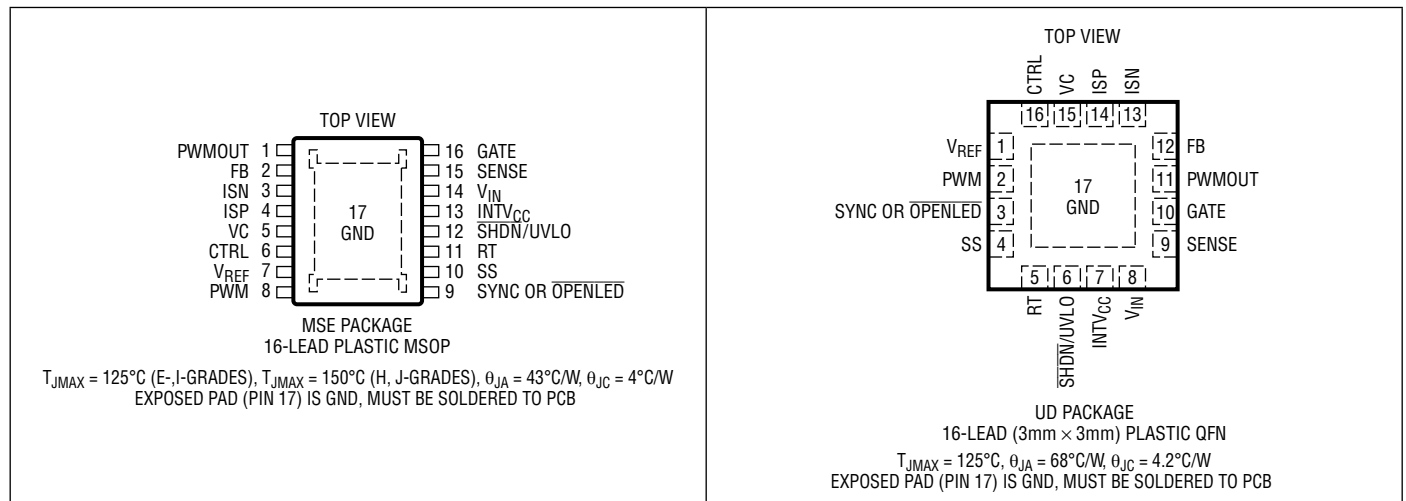 TOP VIEW
PWMOUT 1
FB 2
ISN 3
ISP 4
VC 5
CTRL 6
VREF 7
PWM 8
17
GND
16 GATE
15 SENSE
14 VIN
13 INTVCC
12 SHDN/UVLO
11 RT
10 SS
9 SYNC OR OPENLED
MSE PACKAGE
16-LEAD PLASTIC MSOP
TJMAX = 125°C (E-,I-GRADES), TJMAX = 150°C (H, J-GRADES), θJA = 43°C/W, θJC = 4°C/W
EXPOSED PAD (PIN 17) IS GND, MUST BE SOLDERED TO PCB
TOP VIEW
CTRL
VC
ISP
ISN
16 15 14 13
VREF 1
PWM 2
SYNC OR OPENLED 3
SS 4
17
GND
12 FB
11 PWMOUT
10 GATE
9 SENSE
5 6 7 8
RT
SHDN/UVLO
INTVCC
VIN
UD PACKAGE
16-LEAD (3mm × 3mm) PLASTIC QFN
TJMAX = 125°C, θJA = 68°C/W, θJC = 4.2°C/W
EXPOSED PAD (PIN 17) IS GND, MUST BE SOLDERED TO PCB